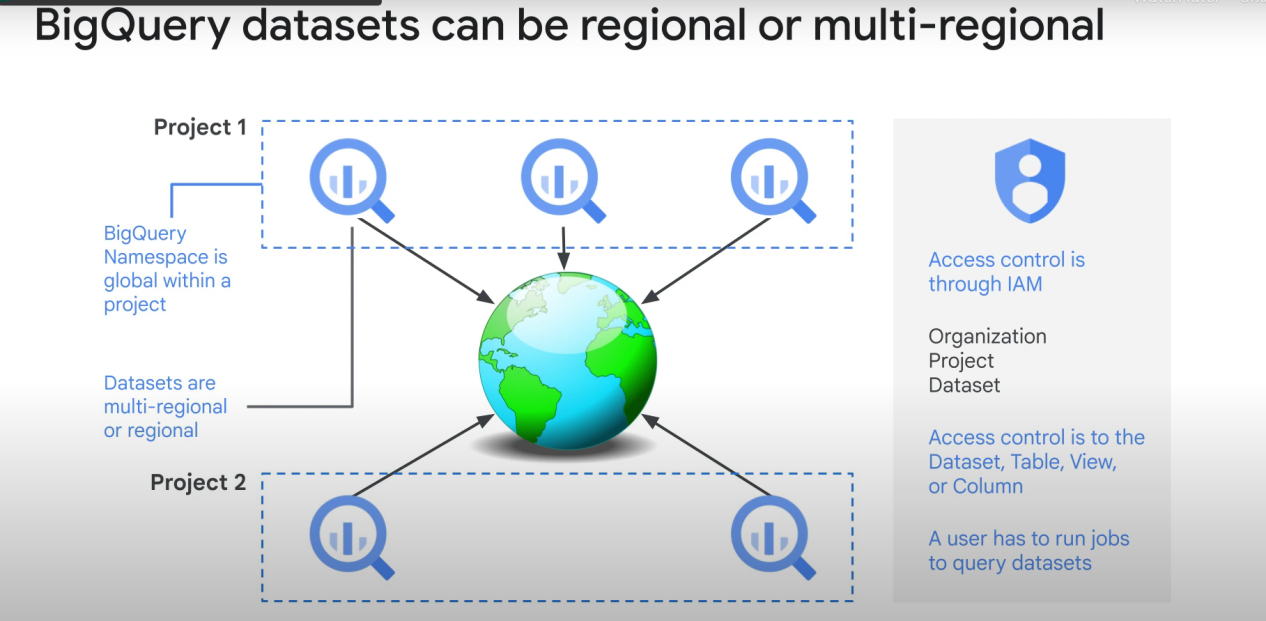 BigQuery datasets can be regional or multi-regional
Project 1
BigQuery
Namespace is
global within a
project
Datasets are
multi-regional
or regional
Project 2
Access control is
through IAM
Organization
Project
Dataset
Access control is to the
Dataset, Table, View,
or Column
A user has to run jobs
to query datasets